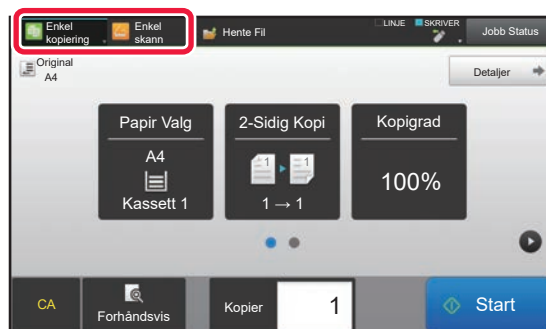 Enkel
kopiering
Enkel
skann
Hente Fil
LINJE
SKRIVER
Jobb Status
Original
A4
Detaljer
Papir Valg
A4
Kassett 1
2-Sidig Kopi
1 1
1 → 1
Kopigrad
100%
CA
Forhåndsvis
Kopier
1
Start